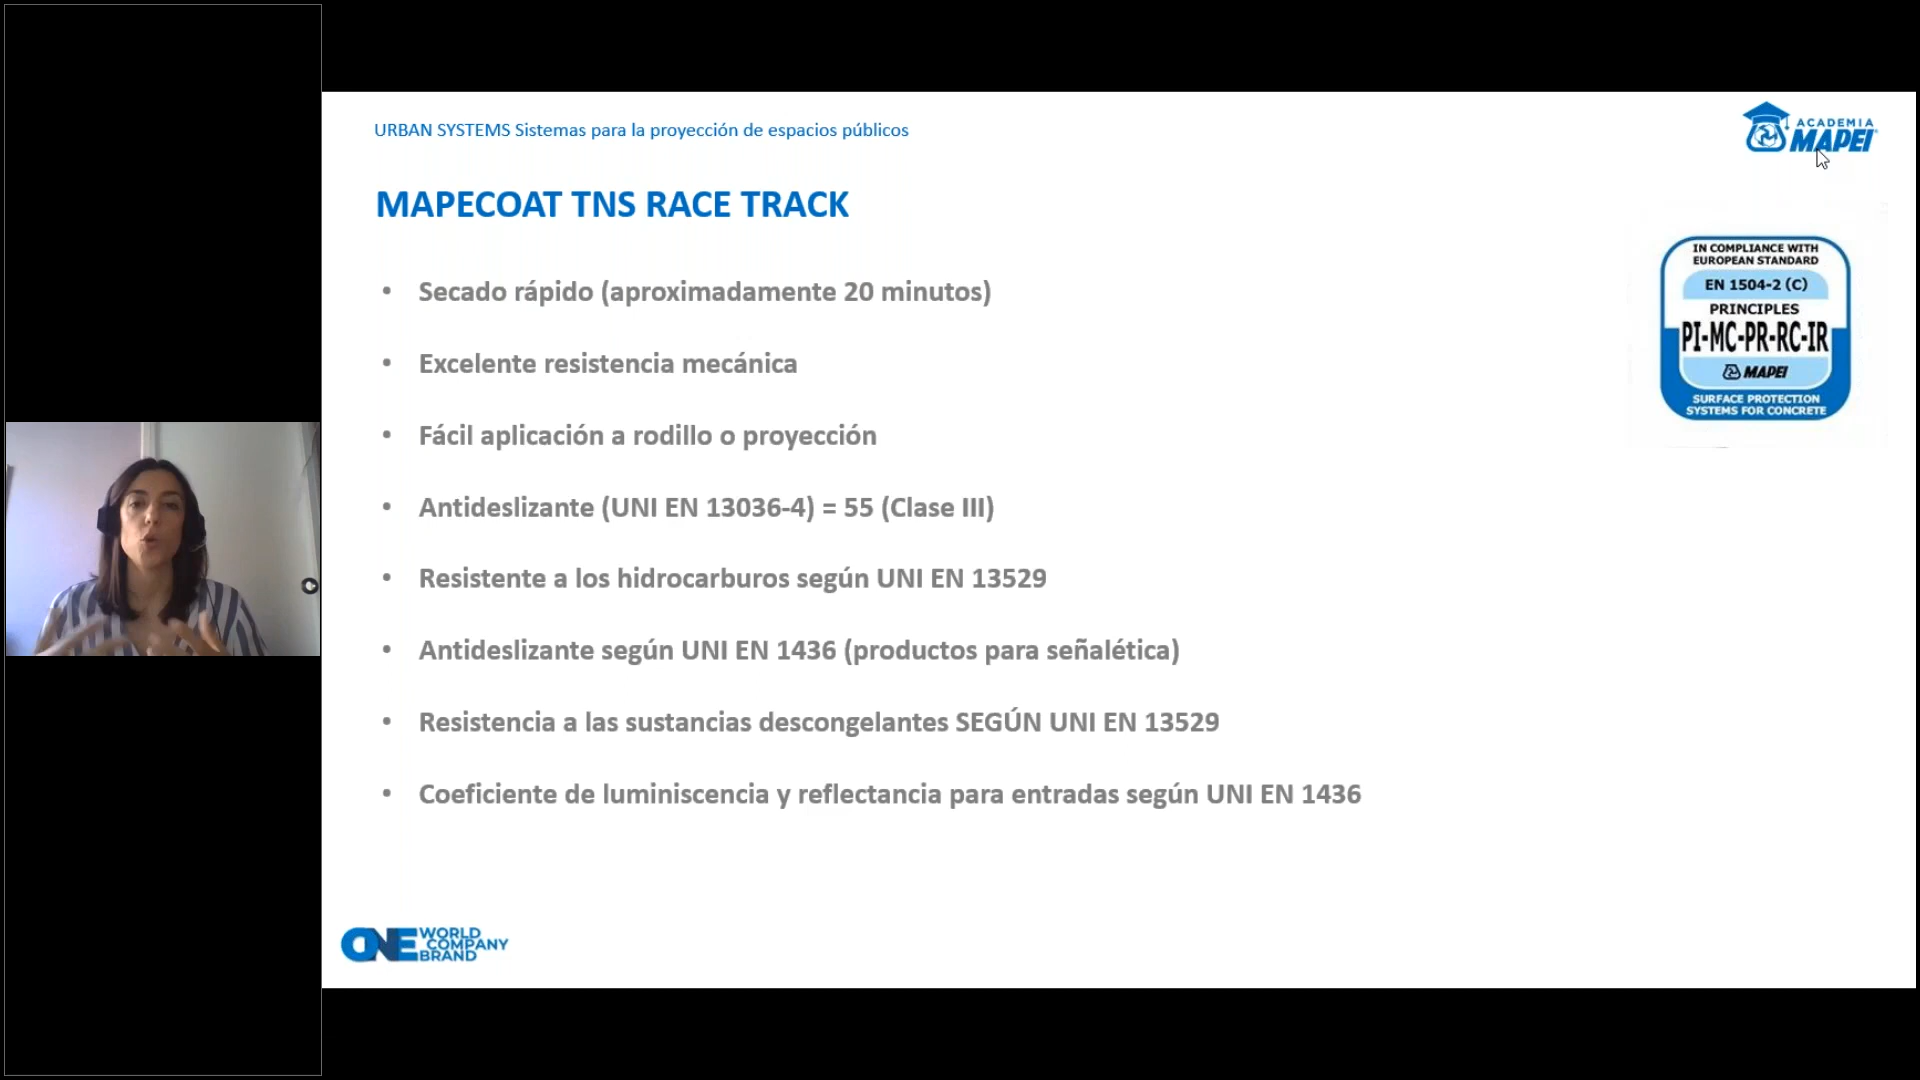 URBAN SYSTEMS Sistemas para la proyección de espacios públicos
ACADEMIA
MAPEI
MAPECOAT TNS RACE TRACK
IN COMPLIANCE WITH
EUROPEAN STANDARD
EN 1504-2 (C)
PRINCIPLES
PI-MC-PR-RC-IR
MAPEI
SURFACE PROTECTION
SYSTEMS FOR CONCRETE
• Secado rápido (aproximadamente 20 minutos)
• Excelente resistencia mecánica
• Fácil aplicación a rodillo o proyección
• Antideslizante (UNI EN 13036-4) = 55 (Clase III)
• Resistente a los hidrocarburos según UNI EN 13529
• Antideslizante según UNI EN 1436 (productos para señalética)
• Resistencia a las sustancias descongelantes SEGÚN UNI EN 13529
• Coeficiente de luminiscencia y reflectancia para entradas según UNI EN 1436
ONE WORLD
COMPANY
BRAND